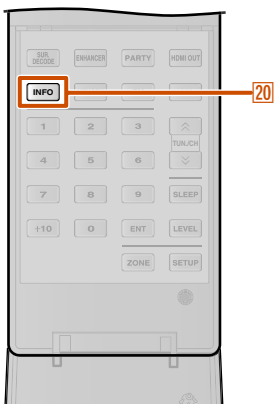 SUR. DECODE ENHANCER PARTY HDMI OUT
INFO 20
1 2 3
TUN./CH
4 5 6
7 8 9 SLEEP
+10 0 ENT LEVEL
ZONE SETUP